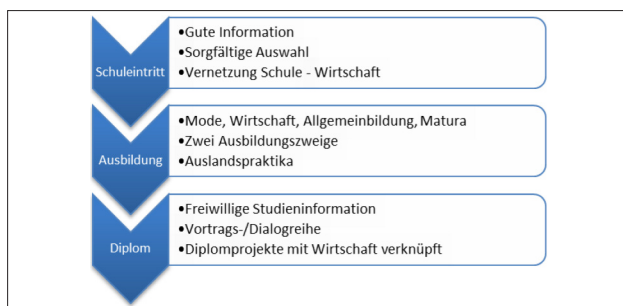 Schuleintritt
•Gute Information
•Sorgfältige Auswahl
•Vernetzung Schule - Wirtschaft
Ausbildung
•Mode, Wirtschaft, Allgemeinbildung, Matura
•Zwei Ausbildungszweige
•Auslandspraktika
Diplom
•Freiwillige Studieninformation
•Vortrags-/Dialogreihe
•Diplomprojekte mit Wirtschaft verknüpft